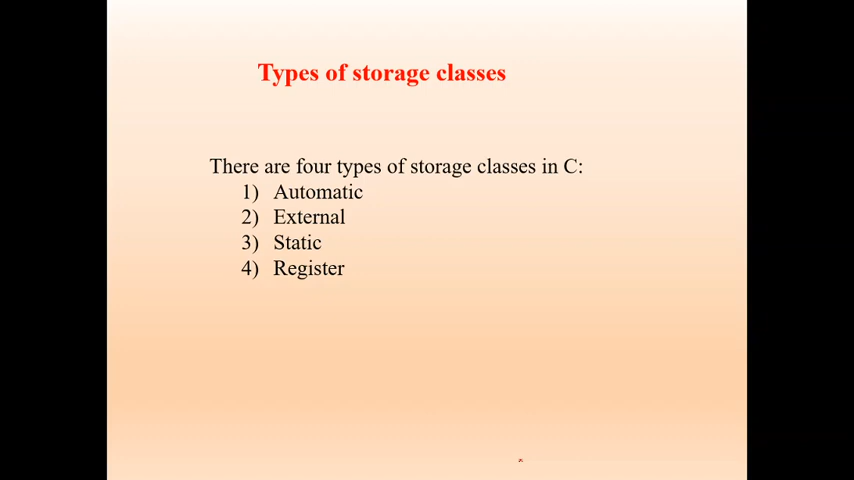 Types of storage classes
There are four types of storage classes in C:
1) Automatic
2) External
3) Static
4) Register